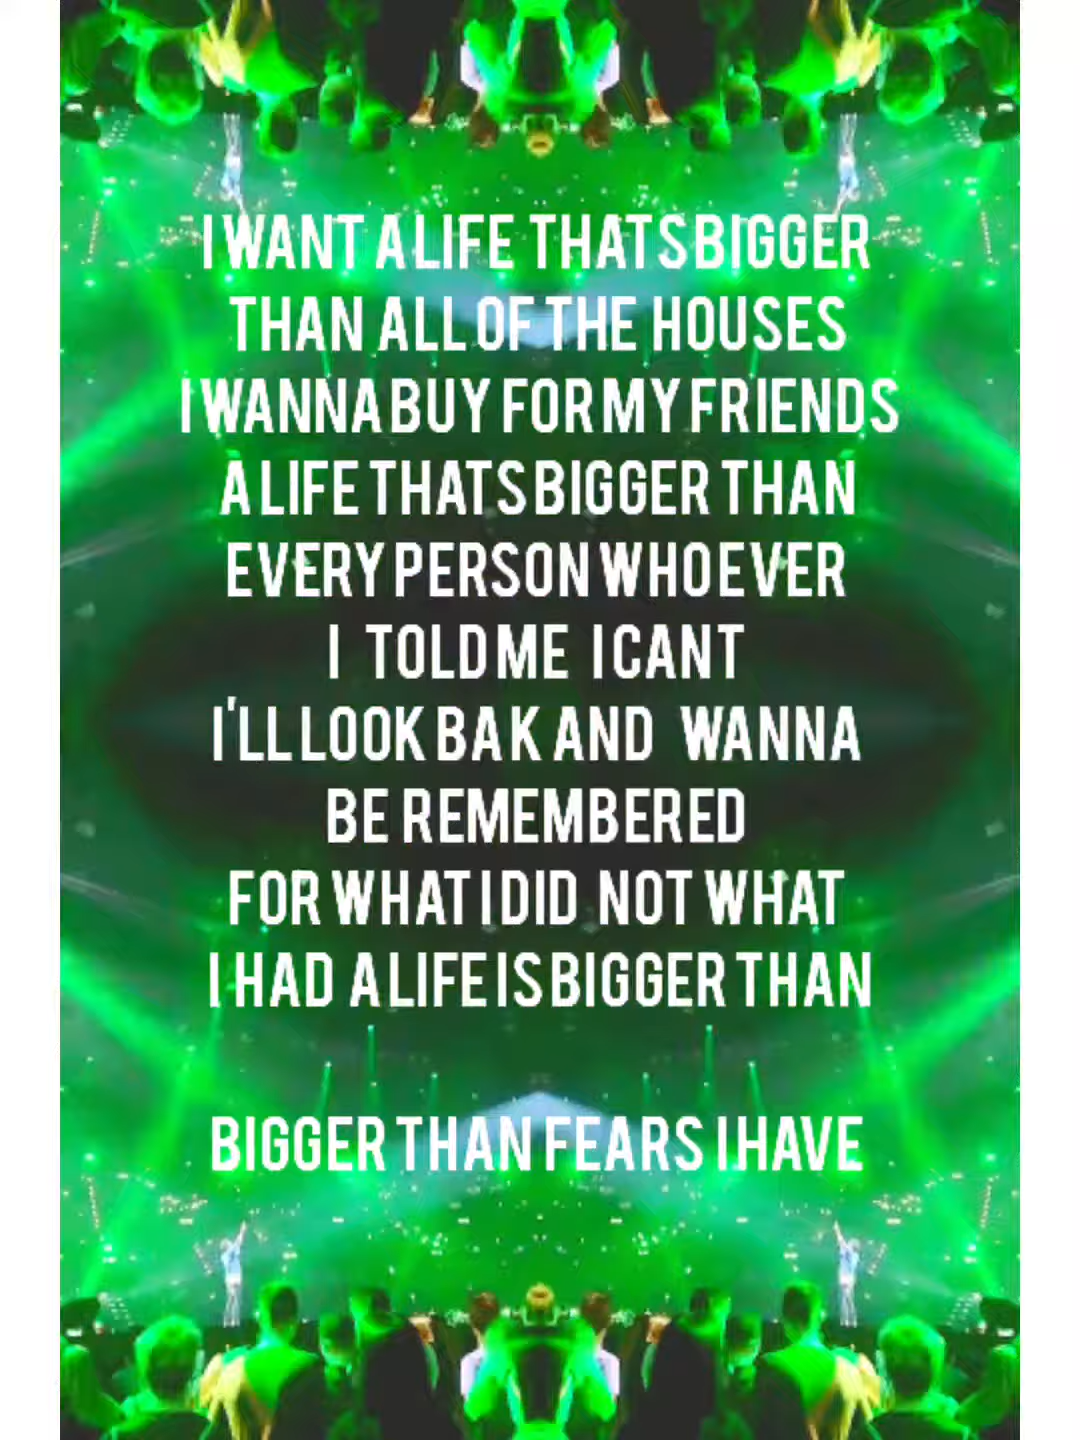 I WANT A LIFE THATS BIGGER
THAN ALL OF THE HOUSES
I WANNA BUY FOR MY FRIENDS
A LIFE THATS BIGGER THAN
EVERY PERSON WHO EVER
I TOLD ME I CANT
I'LL LOOK BAK AND WANNA
BE REMEMBERED
FOR WHAT I DID NOT WHAT
I HAD A LIFE IS BIGGER THAN
BIGGER THAN FEARS I HAVE